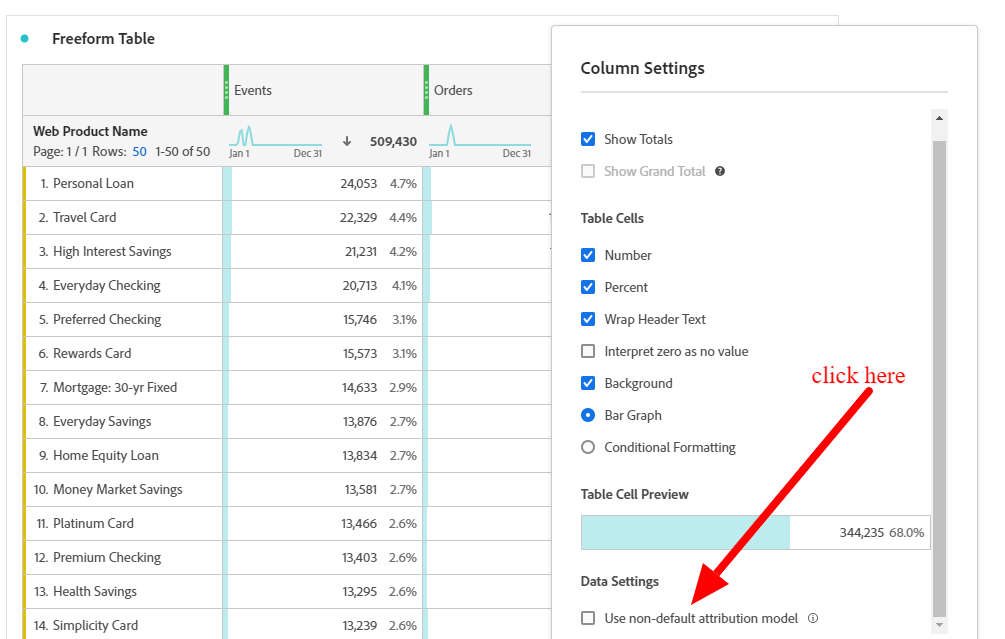 Freeform Table
Events
Orders
Web Product Name
Page: 1 / 1 Rows: 50 1-50 of 50
Jan 1 Dec 31
509,430
Jan 1 Dec 31
1. Personal Loan 24,053 4.7%
2. Travel Card 22,329 4.4%
3. High Interest Savings 21,231 4.2%
4. Everyday Checking 20,713 4.1%
5. Preferred Checking 15,746 3.1%
6. Rewards Card 15,573 3.1%
7. Mortgage: 30-yr Fixed 14,633 2.9%
8. Everyday Savings 13,876 2.7%
9. Home Equity Loan 13,834 2.7%
10. Money Market Savings 13,581 2.7%
11. Platinum Card 13,466 2.6%
12. Premium Checking 13,403 2.6%
13. Health Savings 13,295 2.6%
14. Simplicity Card 13,239 2.6%
Column Settings
Show Totals
Show Grand Total
Table Cells
Number
Percent
Wrap Header Text
Interpret zero as no value
click here
Background
Bar Graph
Conditional Formatting
Table Cell Preview
344,235 68.0%
Data Settings
Use non-default attribution model